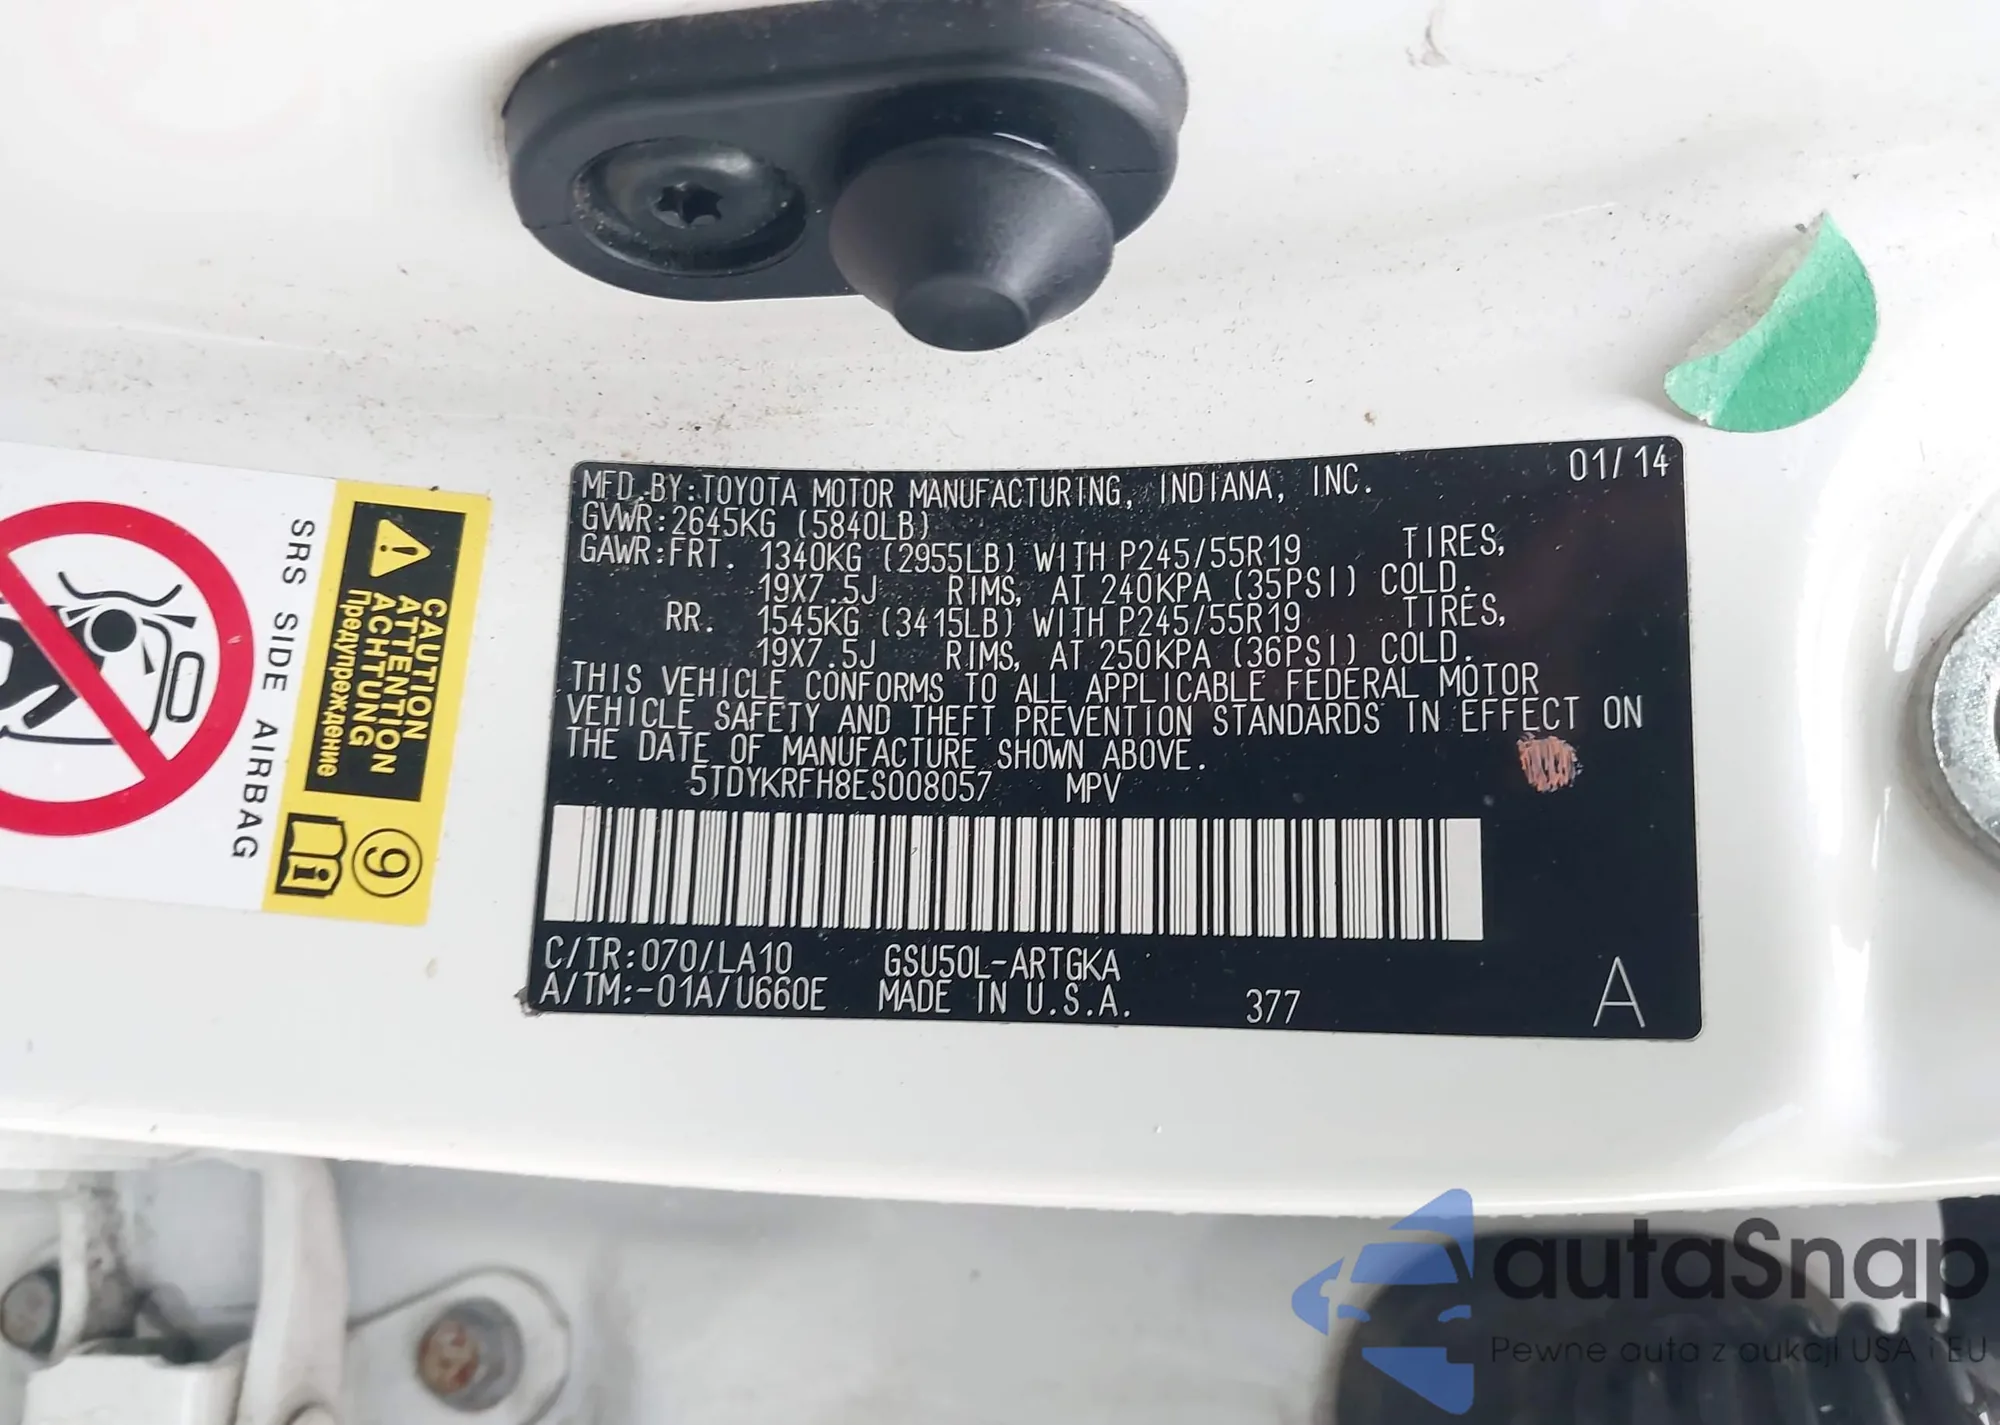 MFD.BY:TOYOTA MOTOR MANUFACTURING, INDIANA, INC. 01/14
GVWR:2645KG (5840LB)
GAWR:FRT. 1340KG (2955LB) WITH P245/55R19 TIRES,
19X7.5J RIMS, AT 240KPA (35PSI) COLD.
RR. 1545KG (3415LB) WITH P245/55R19 TIRES,
19X7.5J RIMS, AT 250KPA (36PSI) COLD.
THIS VEHICLE CONFORMS TO ALL APPLICABLE FEDERAL MOTOR
VEHICLE SAFETY AND THEFT PREVENTION STANDARDS IN EFFECT ON
THE DATE OF MANUFACTURE SHOWN ABOVE.
5TDYKRFH8ES008057 MPV
C/TR:070/LA10 GSU50L-ARTGKA
A/TM:-01A/U660E MADE IN U.S.A. 377 A
CAUTION
ATTENTION
ACHTUNG
Предупреждение
9
SRS SIDE AIRBAG
autoSnap
Pewne auta z aukcji USA i EU